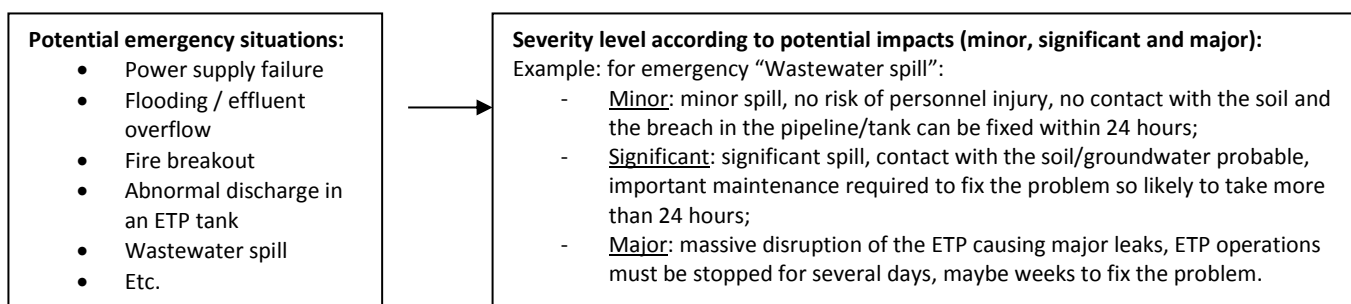 Potential emergency situations:
• Power supply failure
• Flooding / effluent
overflow
• Fire breakout
• Abnormal discharge in
an ETP tank
• Wastewater spill
• Etc.
Severity level according to potential impacts (minor, significant and major):
Example: for emergency “Wastewater spill”:
- Minor: minor spill, no risk of personnel injury, no contact with the soil and
the breach in the pipeline/tank can be fixed within 24 hours;
- Significant: significant spill, contact with the soil/groundwater probable,
important maintenance required to fix the problem so likely to take more
than 24 hours;
- Major: massive disruption of the ETP causing major leaks, ETP operations
must be stopped for several days, maybe weeks to fix the problem.